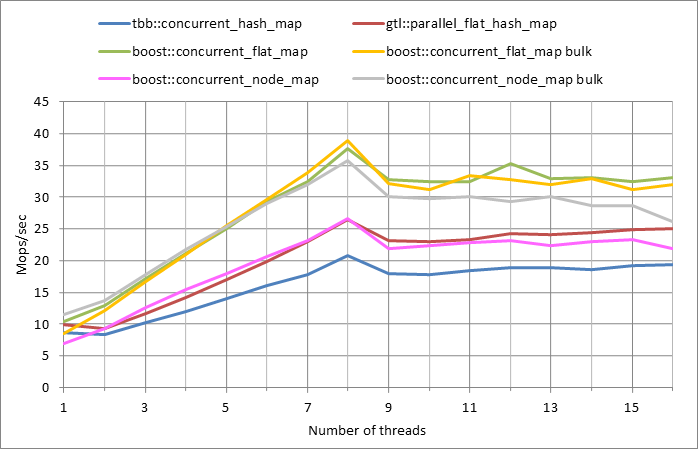 tbb::concurrent_hash_map gtl::parallel_flat_hash_map
boost::concurrent_flat_map boost::concurrent_flat_map bulk
boost::concurrent_node_map boost::concurrent_node_map bulk
45
40
35
30
25
20
15
10
5
0
Mops/sec
1 3 5 7 9 11 13 15
Number of threads